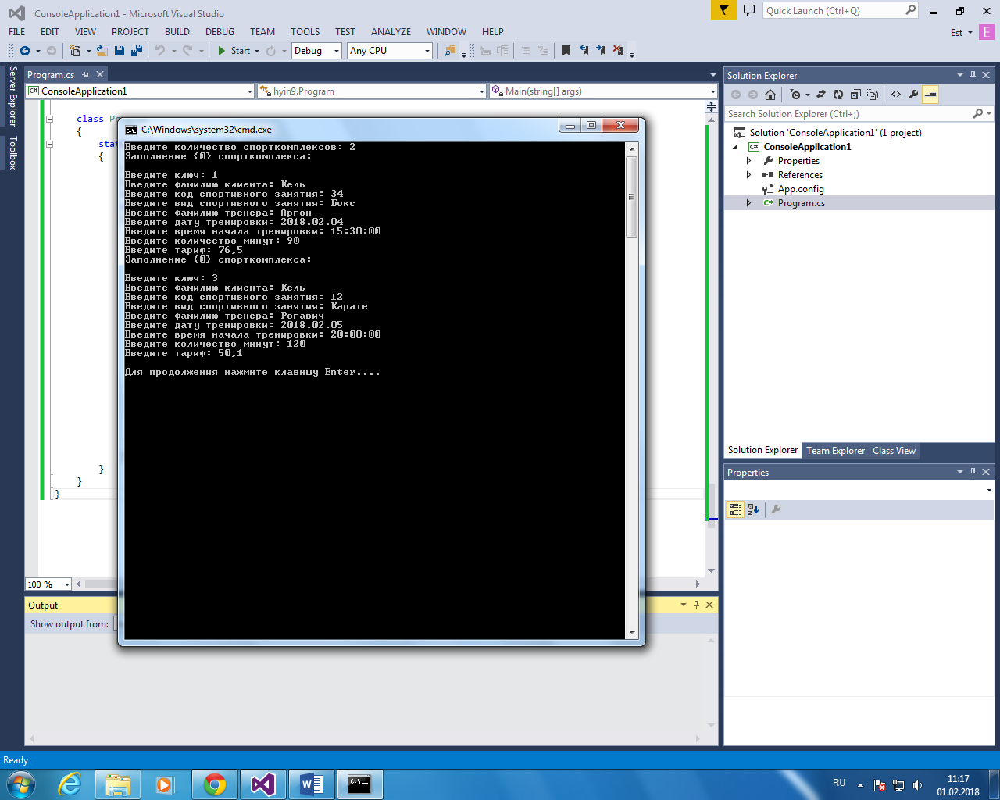 ConsoleApplication1 - Microsoft Visual Studio
Quick Launch (Ctrl+Q)
FILE EDIT VIEW PROJECT BUILD DEBUG TEAM TOOLS TEST ANALYZE WINDOW HELP
Est E
Start Debug Any CPU
Server Explorer
Toolbox
Program.cs
ConsoleApplication1 hyin9.Program Main(string[] args)
class
{
{
C:\Windows\system32\cmd.exe
Введите количество спорткомплексов: 2
Заполнение {0} спорткомплекса:
Введите ключ: 1
Введите фамилию клиента: Кель
Введите код спортивного занятия: 34
Введите вид спортивного занятия: Бокс
Введите фамилию тренера: Аргон
Введите дату тренировки: 2018.02.04
Введите время начала тренировки: 15:30:00
Введите количество минут: 90
Введите тариф: 76,5
Заполнение {0} спорткомплекса:
Введите ключ: 3
Введите фамилию клиента: Кель
Введите код спортивного занятия: 12
Введите вид спортивного занятия: Карате
Введите фамилию тренера: Рогавич
Введите дату тренировки: 2018.02.05
Введите время начала тренировки: 20:00:00
Введите количество минут: 120
Введите тариф: 50,1
Для продолжения нажмите клавишу Enter....
}
}
}
100 %
Output
Show output from:
Solution Explorer
Search Solution Explorer (Ctrl+;)
Solution 'ConsoleApplication1' (1 project)
ConsoleApplication1
Properties
References
App.config
Program.cs
Solution Explorer Team Explorer Class View
Properties
Ready
RU
11:17
01.02.2018